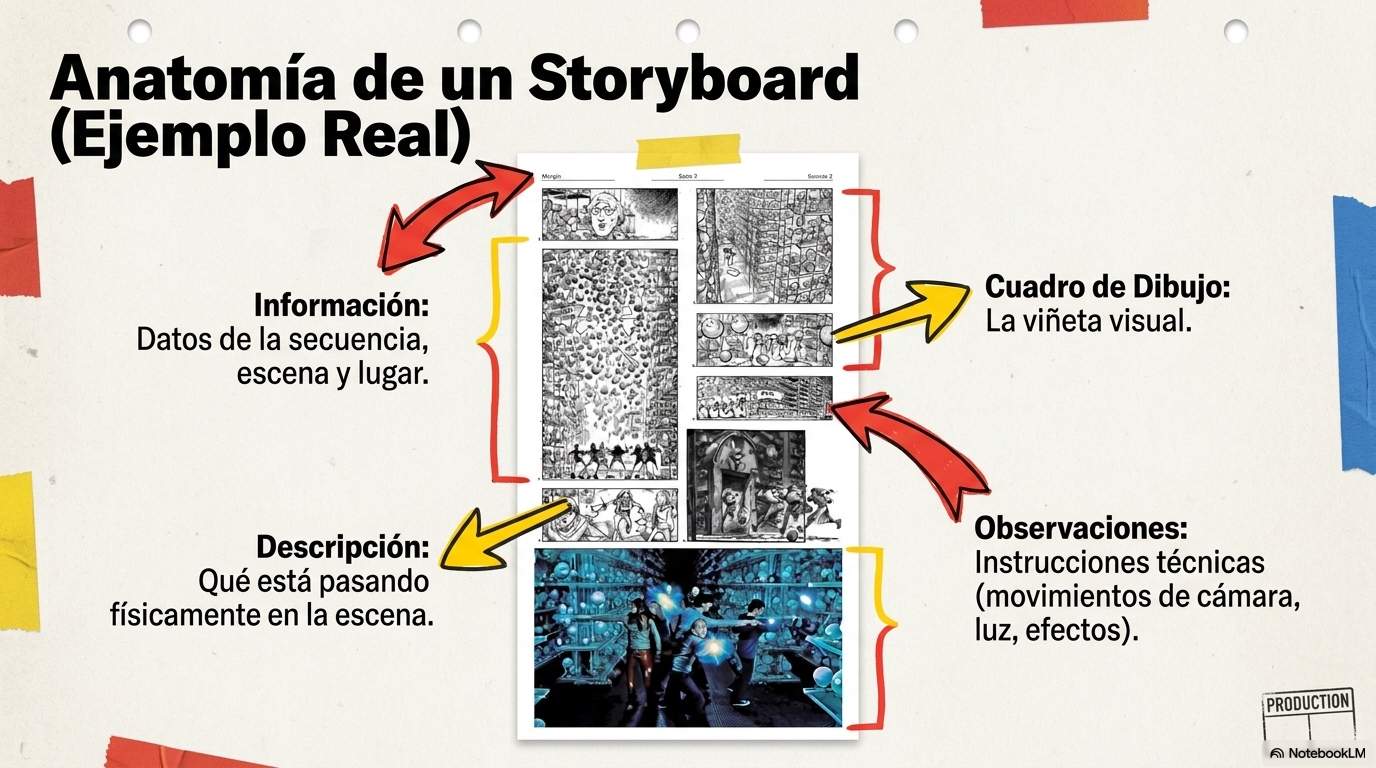 Anatomía de un Storyboard
(Ejemplo Real)
Información:
Datos de la secuencia,
escena y lugar.
Descripción:
Qué está pasando
físicamente en la escena.
Cuadro de Dibujo:
La viñeta visual.
Observaciones:
Instrucciones técnicas
(movimientos de cámara,
luz, efectos).
PRODUCTION
NotebookLM